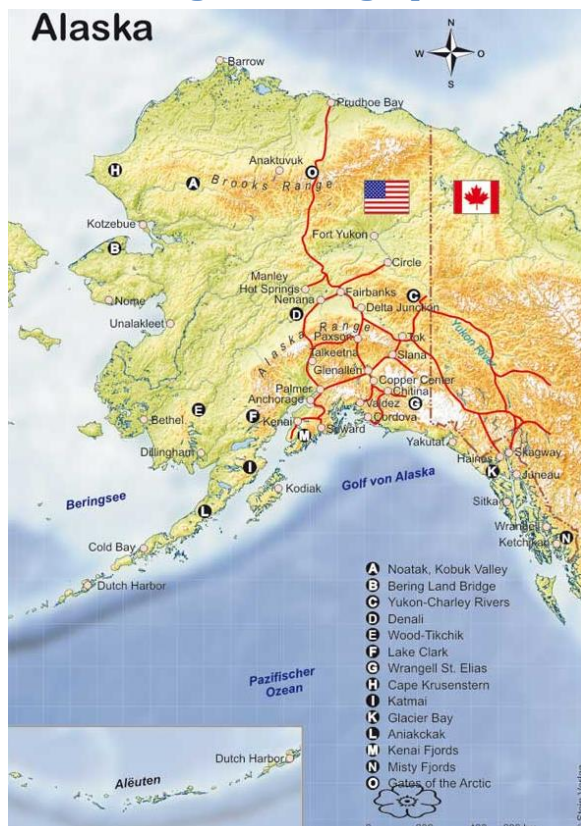 Alaska
N
W
O
S
Barrow
Prudhoe Bay
Anaktuvuk
O
H
A
Brooks Range
Kotzebue
Fort Yukon
B
Circle
Manley
Hot Springs
Fairbanks
C
Nome
Nenana
Delta Junction
D
Unalakleet
Alaska Range
Paxson
Tok
Yukon River
Talkeetna
Slana
Glenallen
Copper Center
Palmer
Chitina
Anchorage
Valdez
G
E
F
Bethel
Kenai
Cordova
M
Seward
Yakutat
Dillingham
Haines
Skagway
I
K
Juneau
Golf von Alaska
Kodiak
Beringsee
L
Sitka
Wrangell
Cold Bay
Ketchikan
N
Dutch Harbor
A Noatak, Kobuk Valley
B Bering Land Bridge
C Yukon-Charley Rivers
D Denali
E Wood-Tikchik
F Lake Clark
G Wrangell St. Elias
H Cape Krusenstern
I Katmai
K Glacier Bay
L Aniakckak
M Kenai Fjords
N Misty Fjords
O Gates of the Arctic
Pazifischer
Ozean
Dutch Harbor
Alëuten